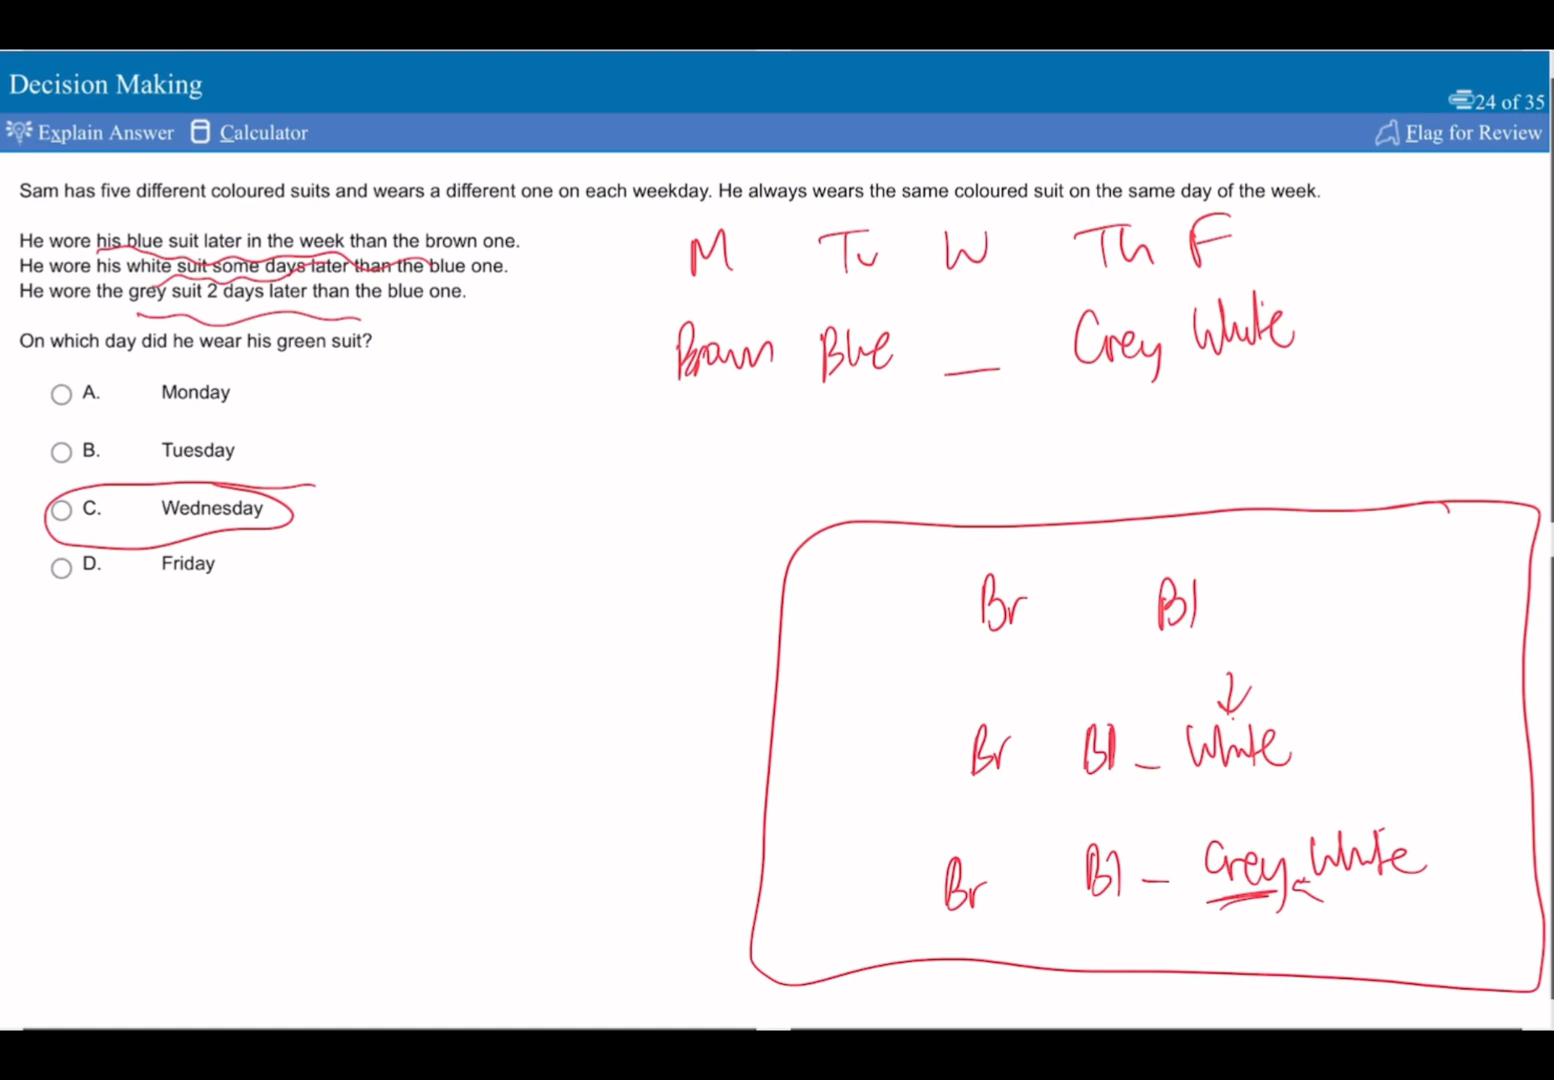 Decision Making
24 of 35
Explain Answer Calculator Flag for Review
Sam has five different coloured suits and wears a different one on each weekday. He always wears the same coloured suit on the same day of the week.
He wore his blue suit later in the week than the brown one.
He wore his white suit some days later than the blue one.
He wore the grey suit 2 days later than the blue one.
On which day did he wear his green suit?
A. Monday
B. Tuesday
C. Wednesday
D. Friday
M Tu W Th F
Brown Blue _ Grey White
Br Bl
Br Bl _ White
Br Bl _ Grey White